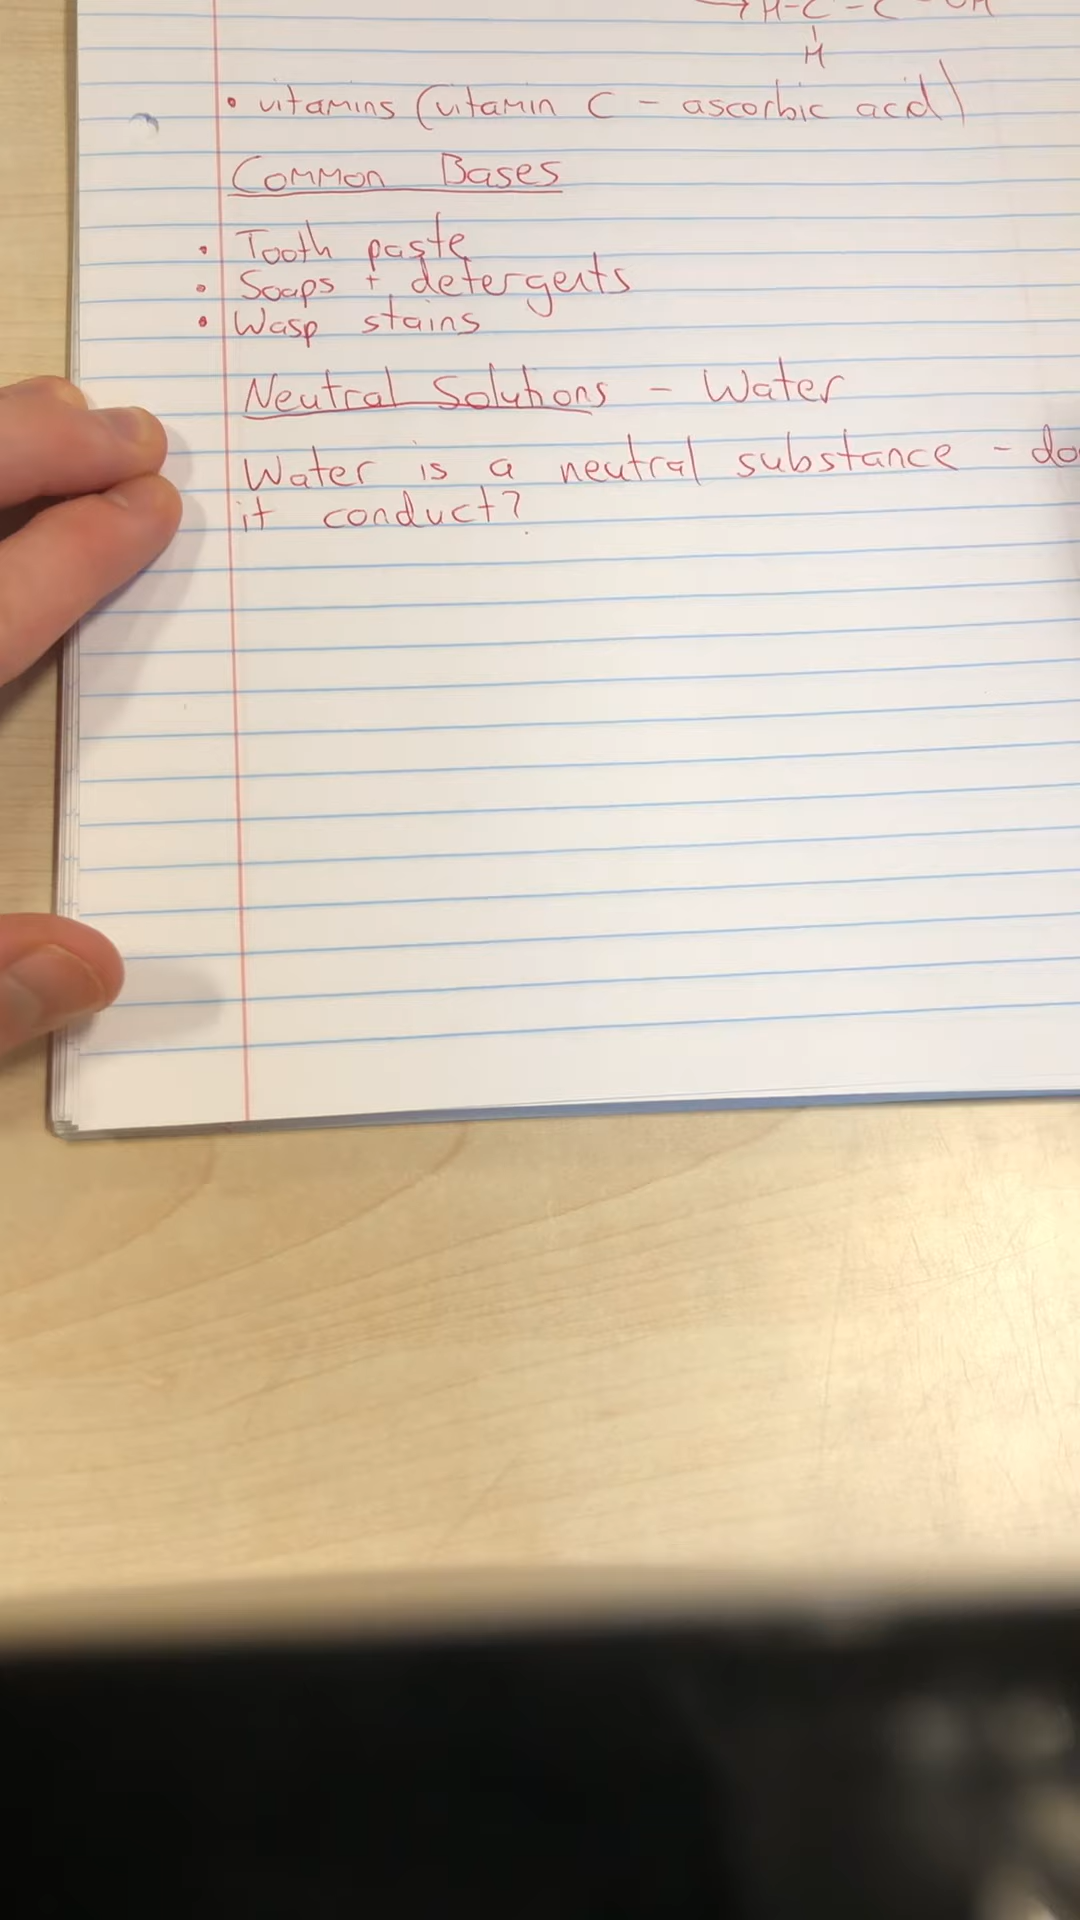 → H-C-C-OH
H
• vitamins (vitamin C - ascorbic acid)
Common Bases
• Tooth paste
• Soaps + detergents
• Wasp stains
Neutral Solutions - Water
Water is a neutral substance - do
it conduct?